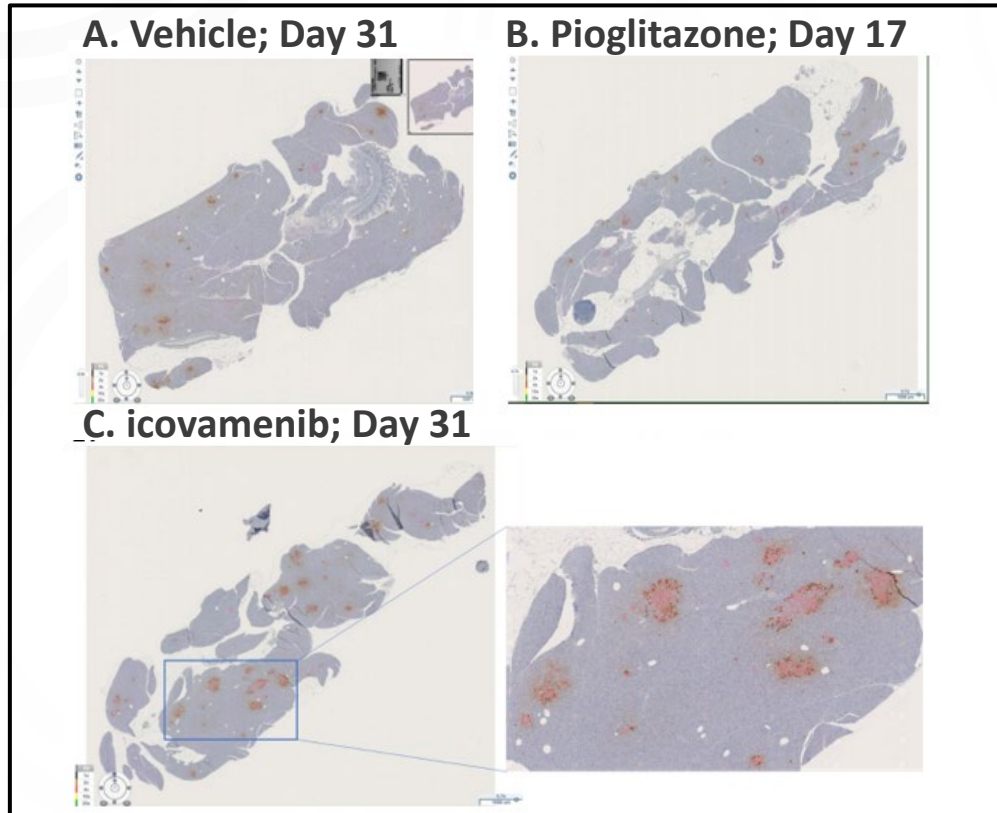 A. Vehicle; Day 31
B. Pioglitazone; Day 17
C. icovamenib; Day 31